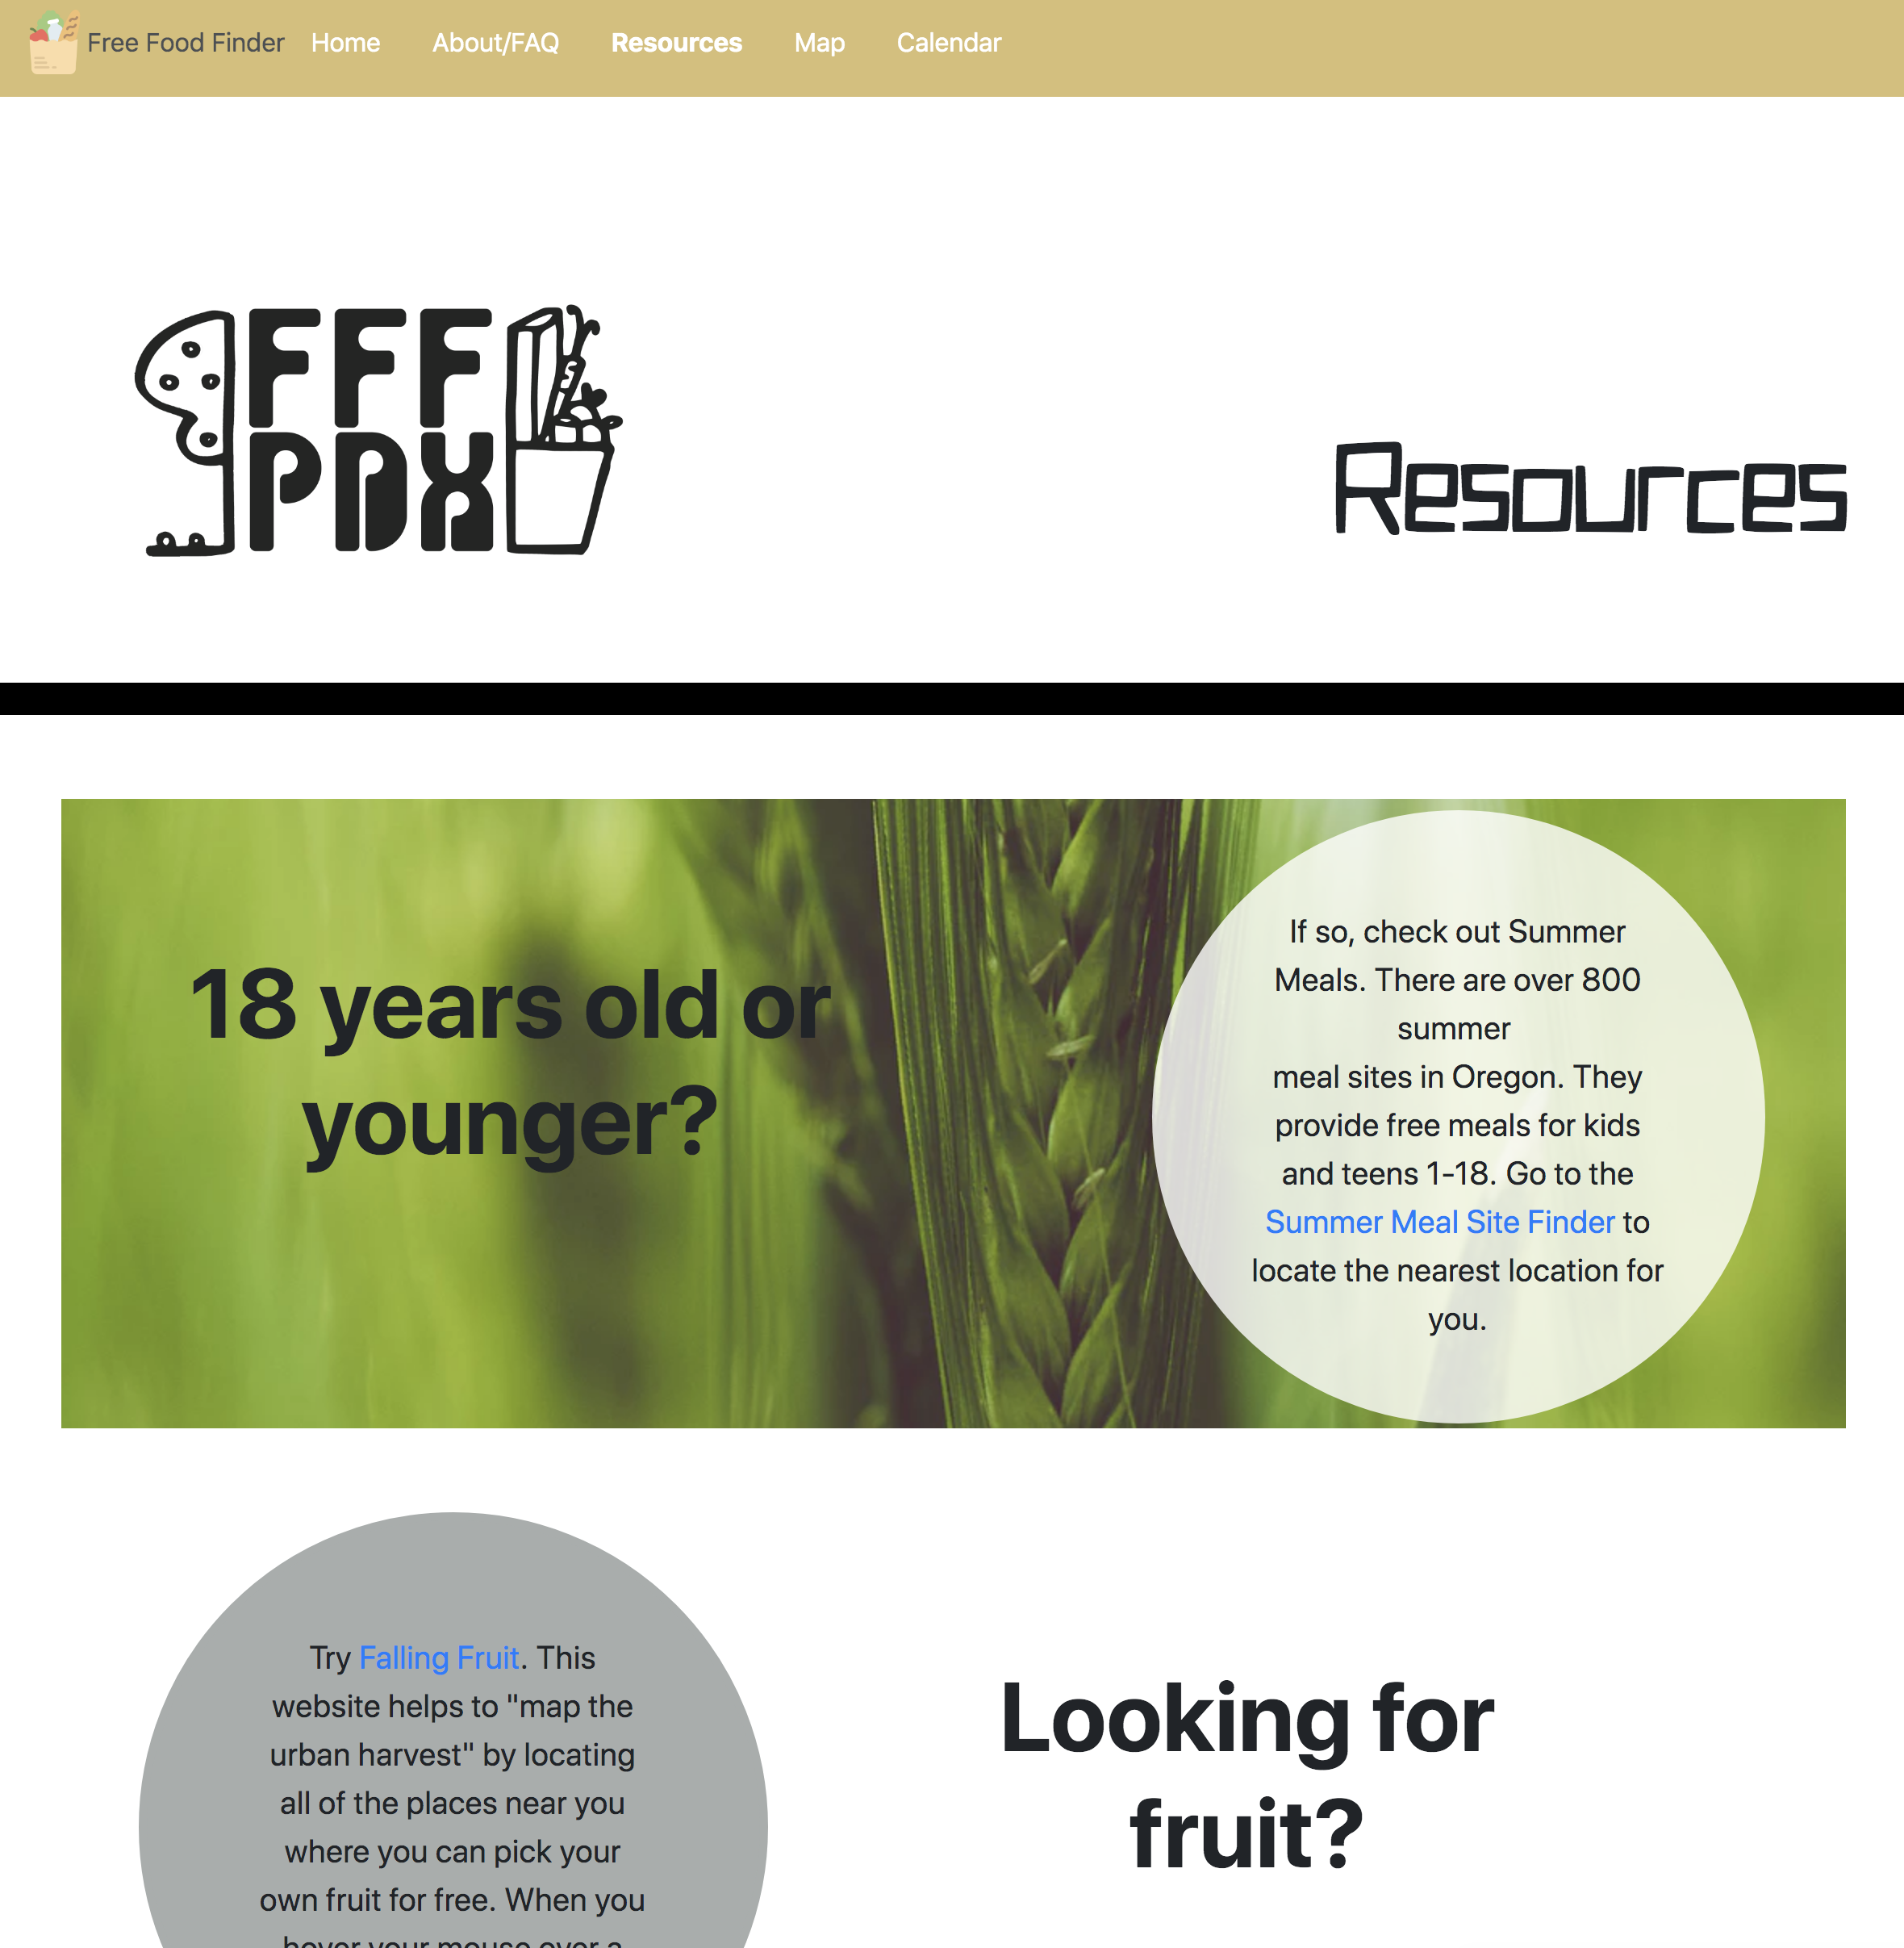 Free Food Finder Home About/FAQ Resources Map Calendar
FFF
PDX
Resources
18 years old or
younger?
If so, check out Summer
Meals. There are over 800
summer
meal sites in Oregon. They
provide free meals for kids
and teens 1-18. Go to the
Summer Meal Site Finder to
locate the nearest location for
you.
Try Falling Fruit. This
website helps to "map the
urban harvest" by locating
all of the places near you
where you can pick your
own fruit for free. When you
hover your mouse over a
Looking for
fruit?